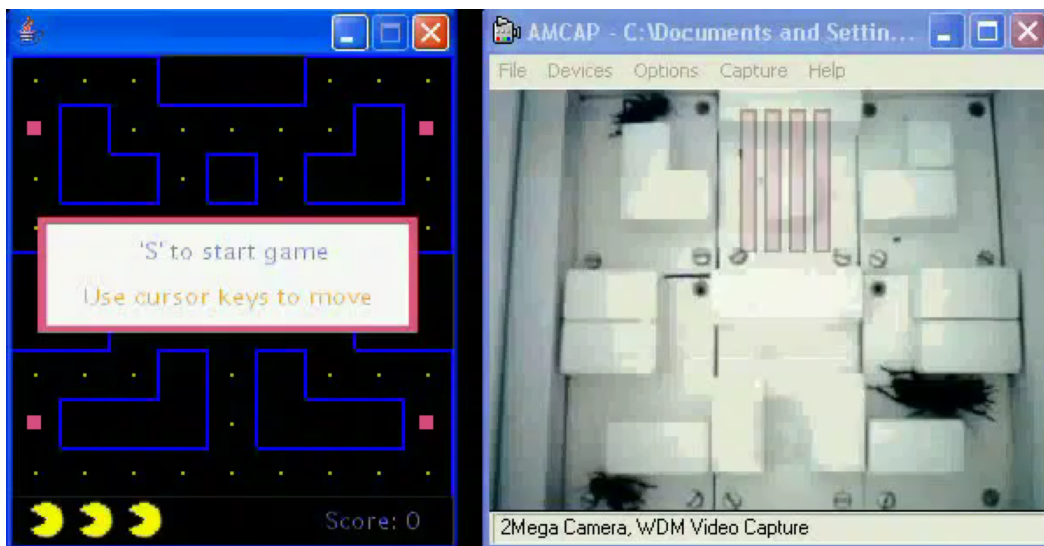 'S' to start game
Use cursor keys to move
Score: 0
AMCAP - C:\Documents and Settin...
File Devices Options Capture Help
2Mega Camera, WDM Video Capture